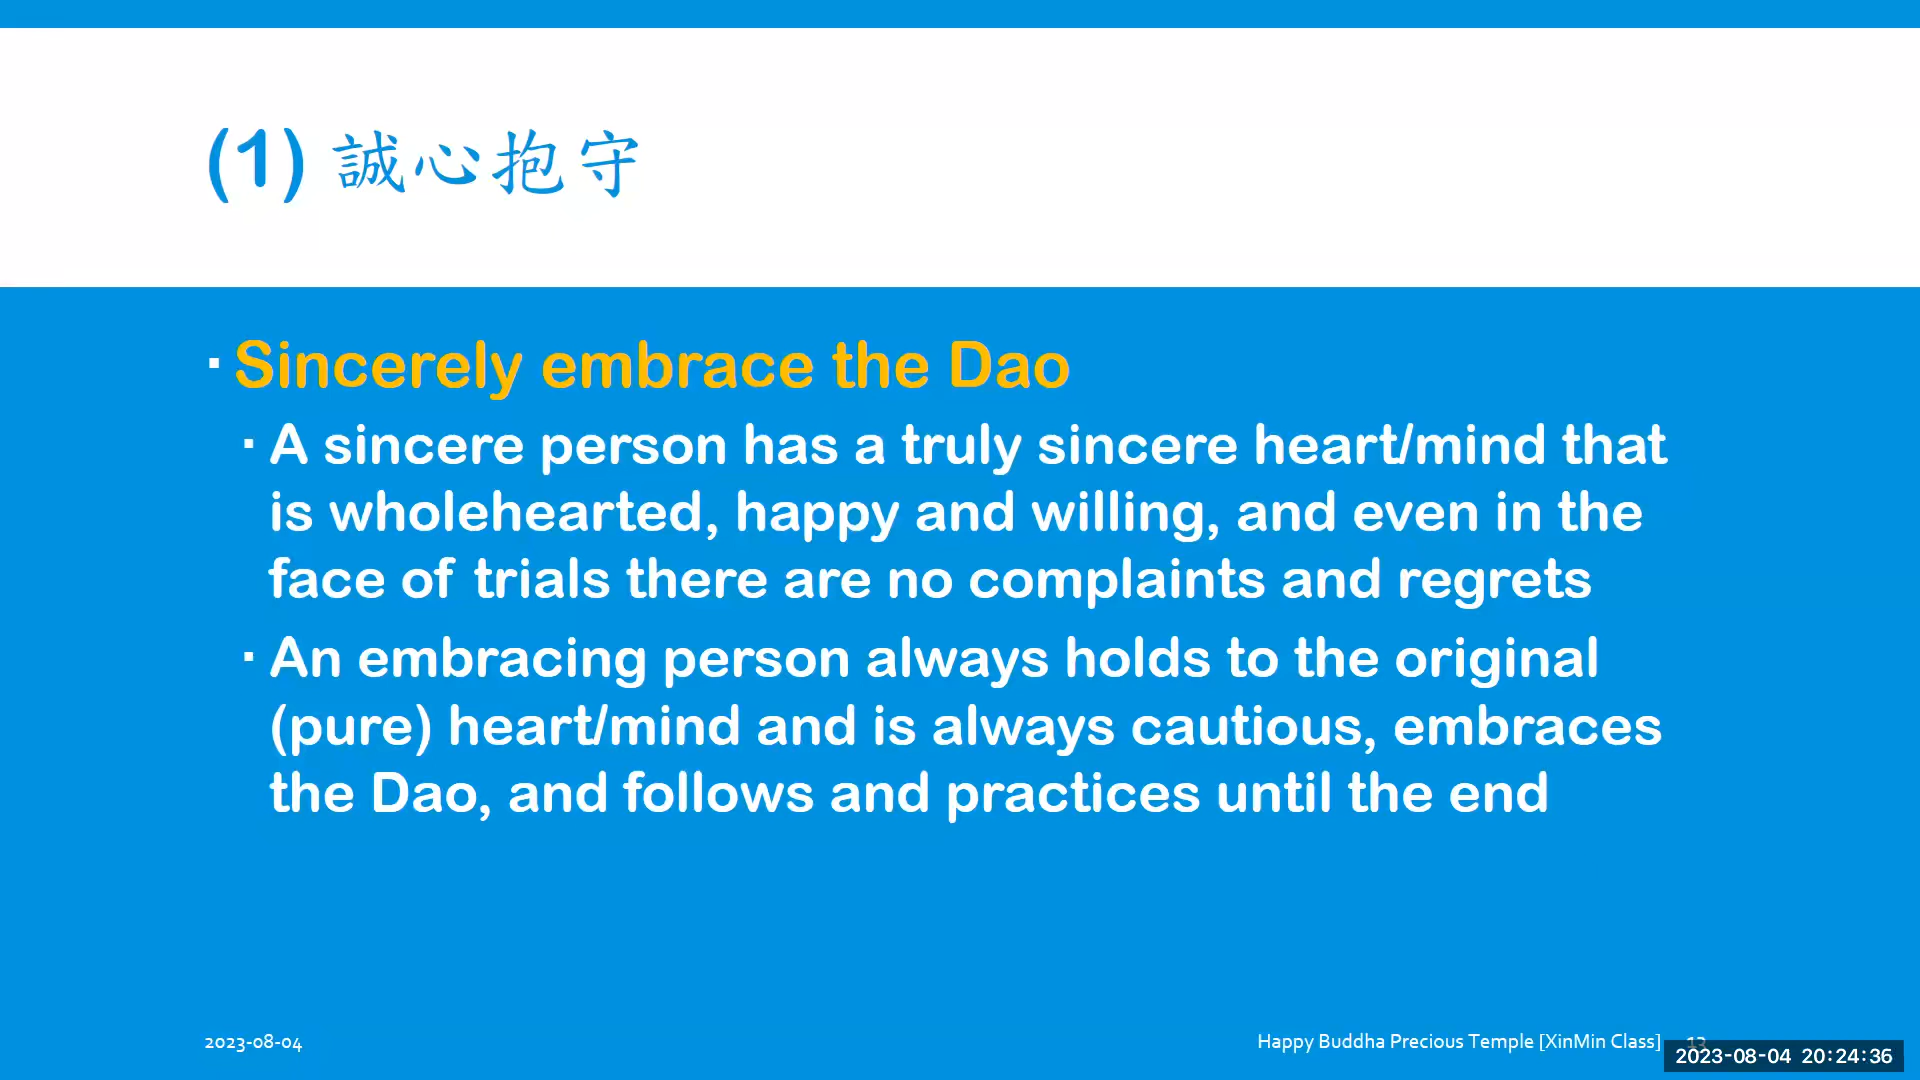 (1) 誠心抱守
Sincerely embrace the Dao
A sincere person has a truly sincere heart/mind that
is wholehearted, happy and willing, and even in the
face of trials there are no complaints and regrets
An embracing person always holds to the original
(pure) heart/mind and is always cautious, embraces
the Dao, and follows and practices until the end
2023-08-04
Happy Buddha Precious Temple [XinMin Class]
13
2023-08-04 20:24:36